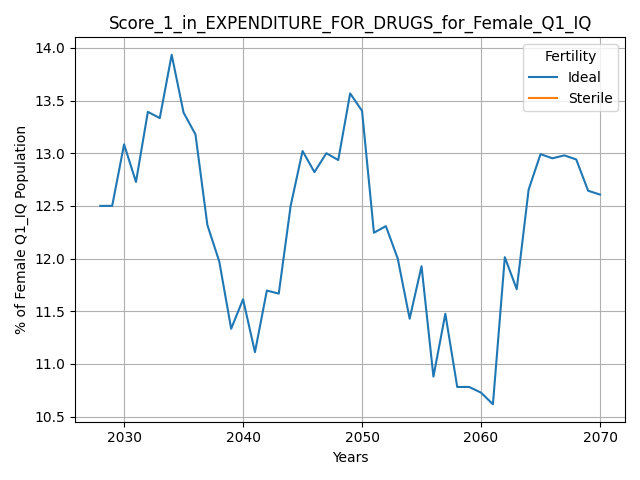 Score_1_in_EXPENDITURE_FOR_DRUGS_for_Female_Q1_IQ
14.0
13.5
13.0
12.5
12.0
11.5
11.0
10.5
% of Female Q1_IQ Population
Fertility
Ideal
Sterile
2030 2040 2050 2060 2070
Years